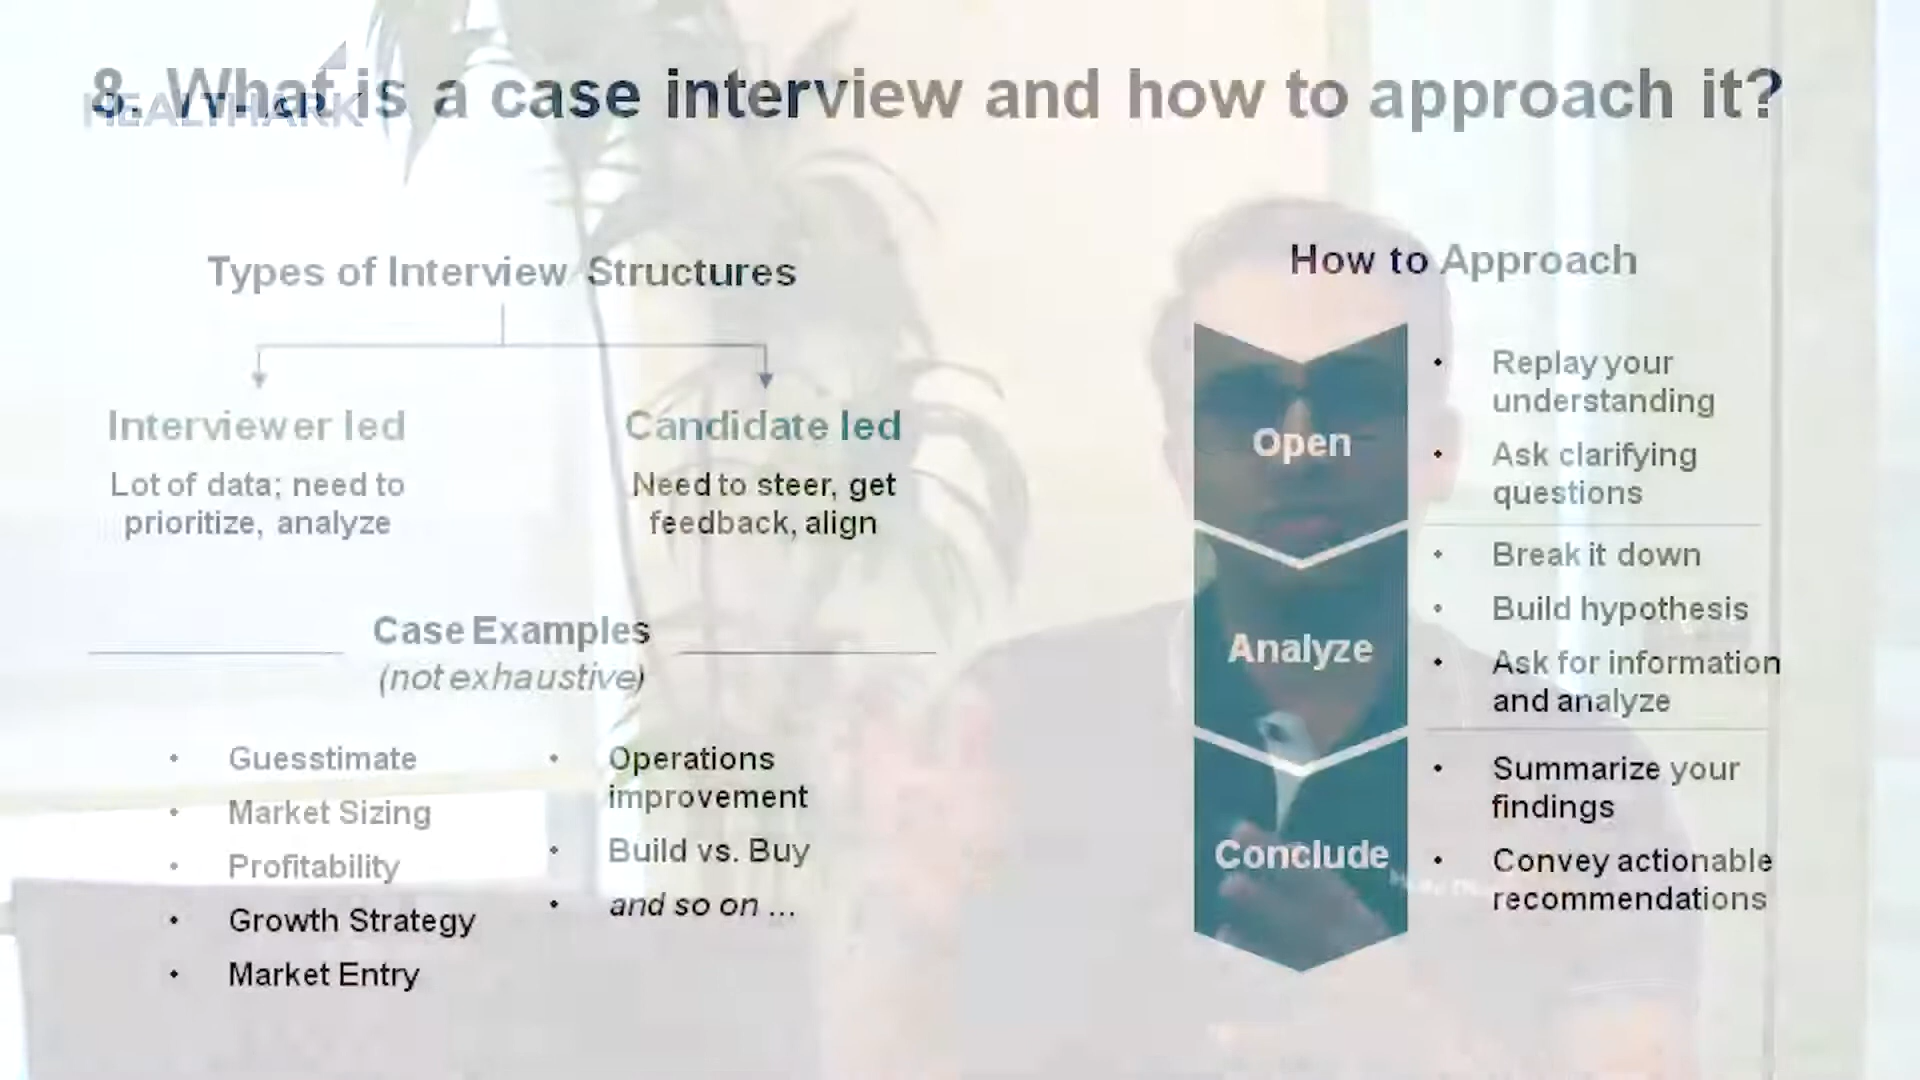 8. What is a case interview and how to approach it?
HEALTHARK
Types of Interview Structures
Interviewer led
Lot of data; need to
prioritize, analyze
Candidate led
Need to steer, get
feedback, align
Case Examples
(not exhaustive)
• Guesstimate
• Market Sizing
• Profitability
• Growth Strategy
• Market Entry
• Operations
improvement
• Build vs. Buy
• and so on ...
How to Approach
Open
• Replay your
understanding
• Ask clarifying
questions
Analyze
• Break it down
• Build hypothesis
• Ask for information
and analyze
Conclude
• Summarize your
findings
• Convey actionable
recommendations